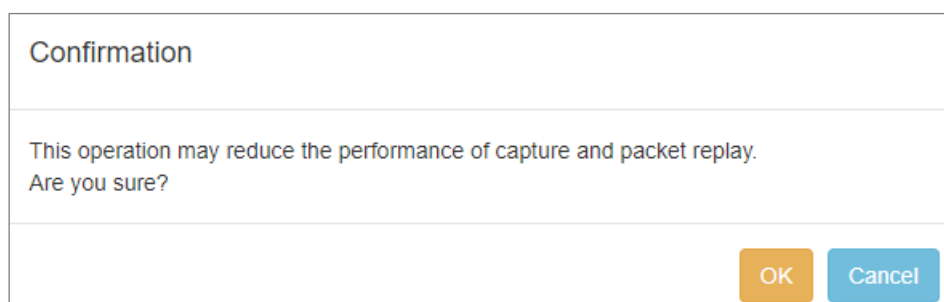 Confirmation
This operation may reduce the performance of capture and packet replay.
Are you sure?
OK
Cancel